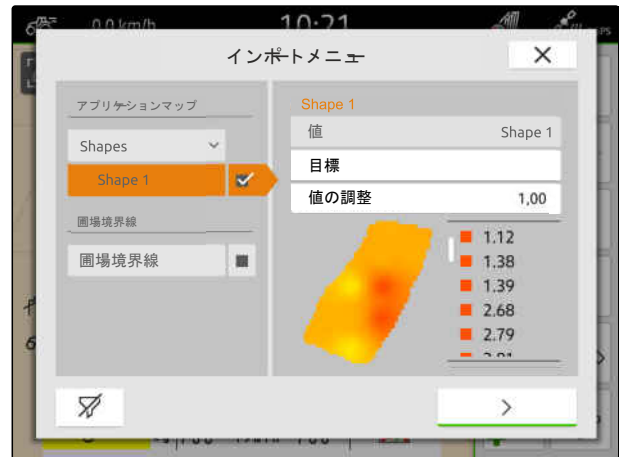 0.0 km/h
10:21
インポートメニュー
アプリケーションマップ
Shapes
Shape 1
圃場境界線
圃場境界線
Shape 1
値
Shape 1
目標
値の調整
1,00
1.12
1.38
1.39
2.68
2.79